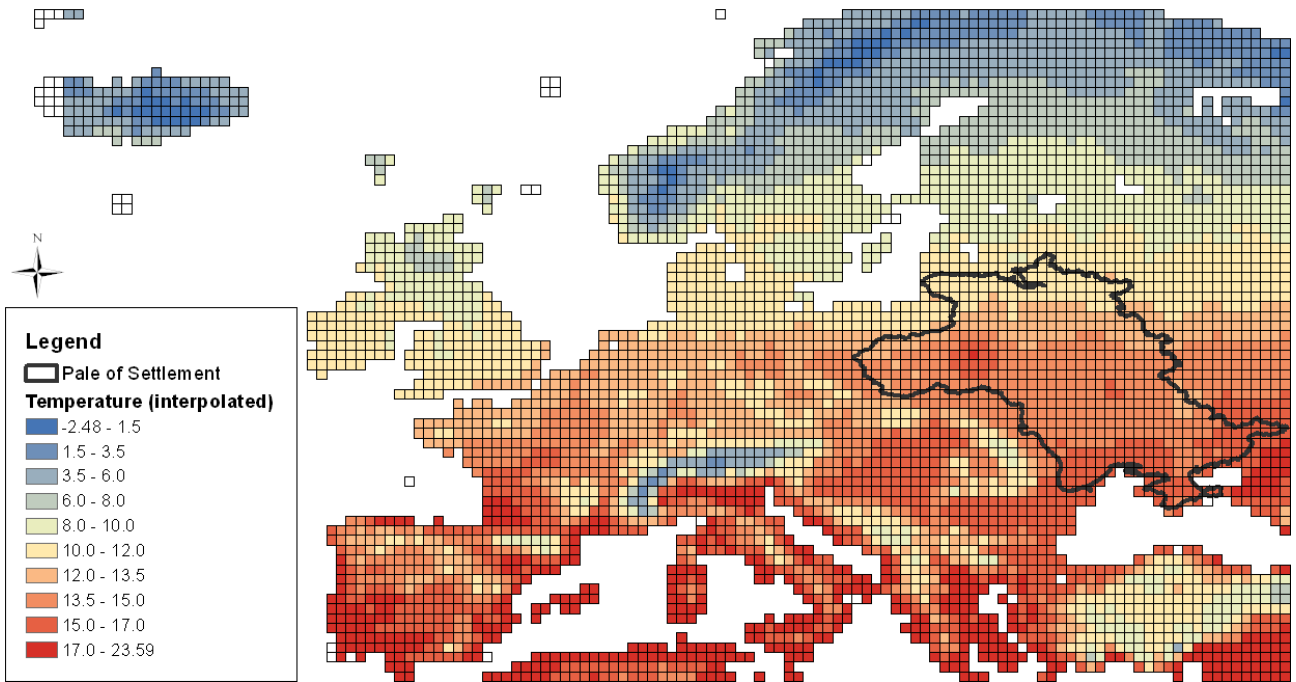 N
Legend
Pale of Settlement
Temperature (interpolated)
-2.48 - 1.5
1.5 - 3.5
3.5 - 6.0
6.0 - 8.0
8.0 - 10.0
10.0 - 12.0
12.0 - 13.5
13.5 - 15.0
15.0 - 17.0
17.0 - 23.59